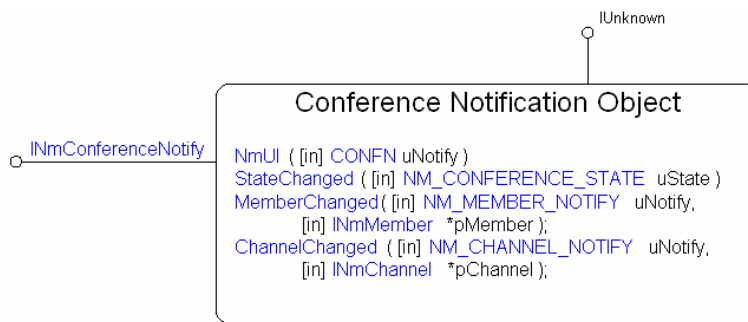 IUnknown
Conference Notification Object
INmConferenceNotify
NmUI ( [in] CONFN uNotify )
StateChanged ( [in] NM_CONFERENCE_STATE uState )
MemberChanged( [in] NM_MEMBER_NOTIFY uNotify,
[in] INmMember *pMember );
ChannelChanged ( [in] NM_CHANNEL_NOTIFY uNotify,
[in] INmChannel *pChannel );